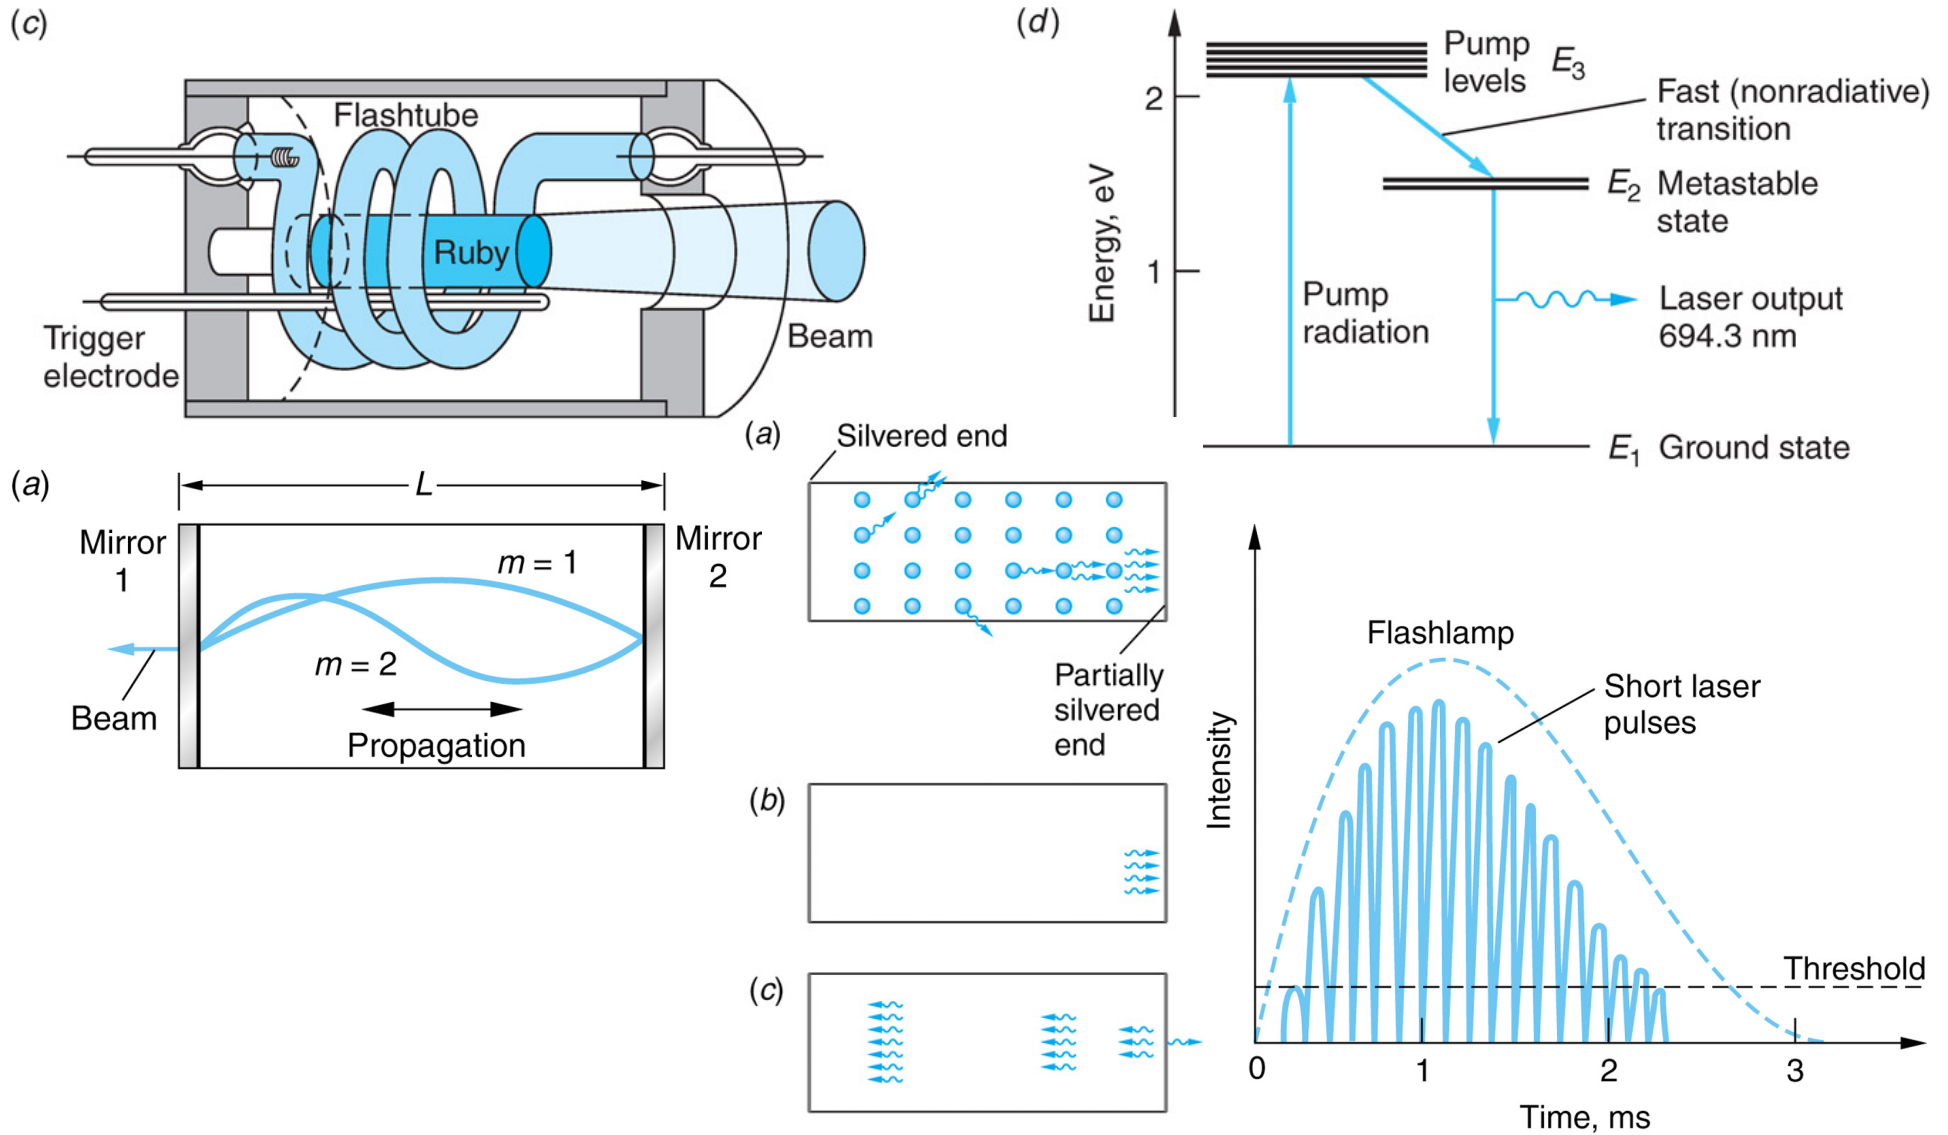 (c)
Flashtube
Ruby
Trigger
electrode
Beam
(d)
Energy, eV
2
1
Pump
levels
E3
Fast (nonradiative)
transition
E2 Metastable
state
Pump
radiation
Laser output
694.3 nm
E1 Ground state
(a)
L
Mirror
1
Mirror
2
m = 1
m = 2
Beam
Propagation
(a)
Silvered end
Partially
silvered
end
(b)
(c)
Intensity
Flashlamp
Short laser
pulses
Threshold
0
1
2
3
Time, ms